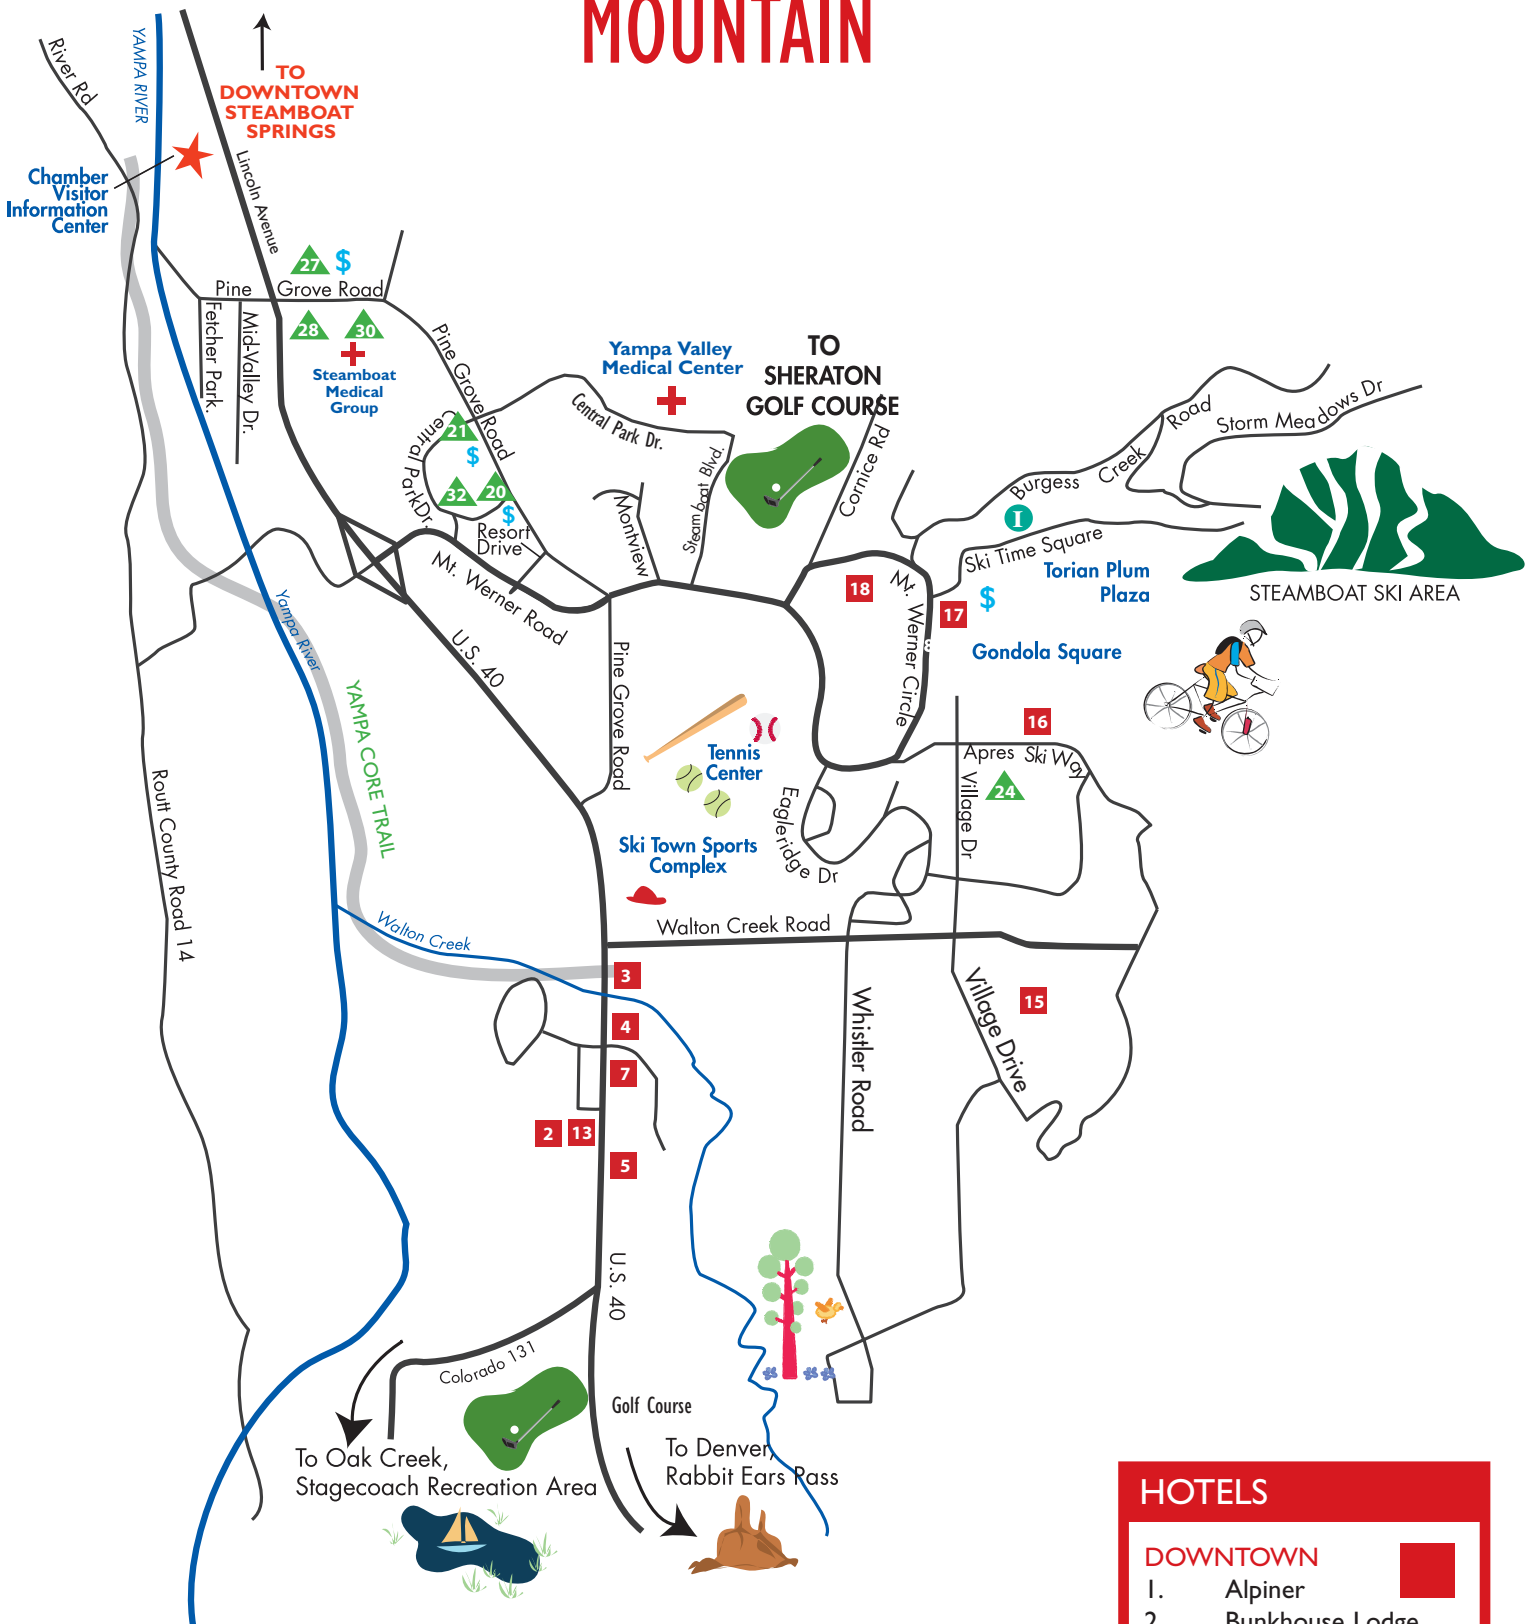 MOUNTAIN
River Rd
YAMPA RIVER
TO
DOWNTOWN
STEAMBOAT
SPRINGS
Lincoln Avenue
Chamber
Visitor
Information
Center
27
$
Pine
Grove Road
Fetcher Park.
Mid-Valley Dr.
28
30
Steamboat
Medical
Group
Pine Grove Road
Central Park Dr.
21
$
32
20
$
Resort
Drive
Yampa Valley
Medical Center
Central Park Dr.
Steamboat Blvd.
Montview
TO
SHERATON
GOLF COURSE
Cornice Rd
Burgess Creek Road
Storm Meadows Dr
I
Ski Time Square
Torian Plum
Plaza
$
STEAMBOAT SKI AREA
18
17
Mt. Werner Circle
8
Gondola Square
Mt. Werner Road
U.S. 40
Yampa River
YAMPA CORE TRAIL
Pine Grove Road
Tennis
Center
16
Apres Ski Way
24
Village Dr
Eagleridge Dr
Ski Town Sports
Complex
Routt County Road 14
Walton Creek
Walton Creek Road
3
4
7
2
13
5
Whistler Road
Village Drive
15
U.S. 40
Colorado 131
Golf Course
To Oak Creek,
Stagecoach Recreation Area
To Denver,
Rabbit Ears Pass
HOTELS
DOWNTOWN
1. Alpiner
2. Bunkhouse Lodge